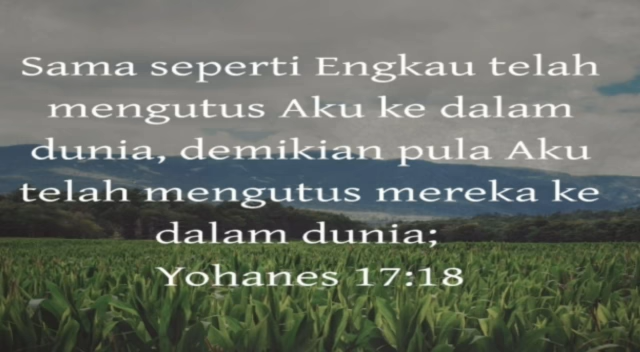 Sama seperti Engkau telah
mengutus Aku ke dalam
dunia, demikian pula Aku
telah mengutus mereka ke
dalam dunia;
Yohanes 17:18